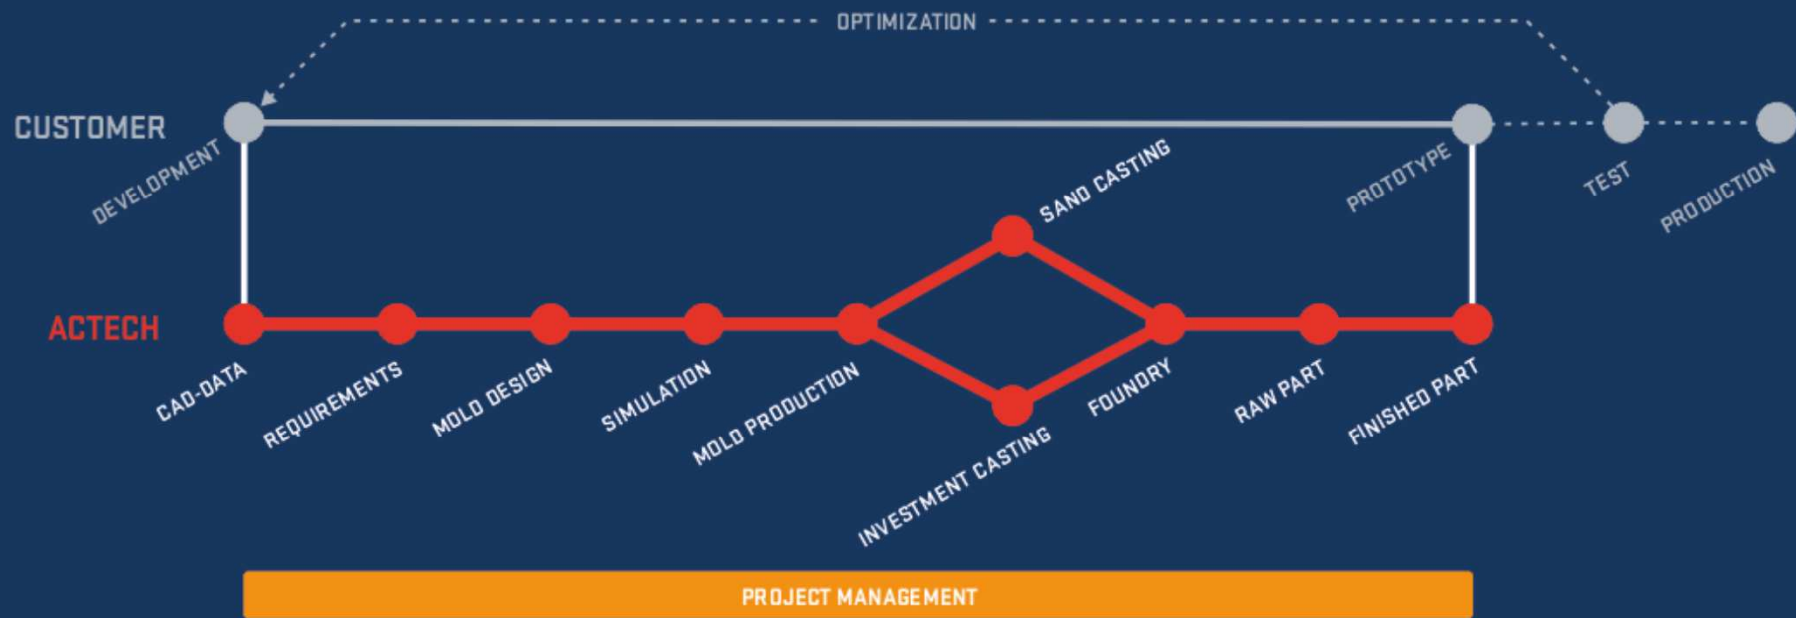 OPTIMIZATION
CUSTOMER
DEVELOPMENT
SAND CASTING
PROTOTYPE
TEST
PRODUCTION
ACTECH
CAD-DATA
REQUIREMENTS
MOLD DESIGN
SIMULATION
MOLD PRODUCTION
INVESTMENT CASTING
FOUNDRY
RAW PART
FINISHED PART
PROJECT MANAGEMENT